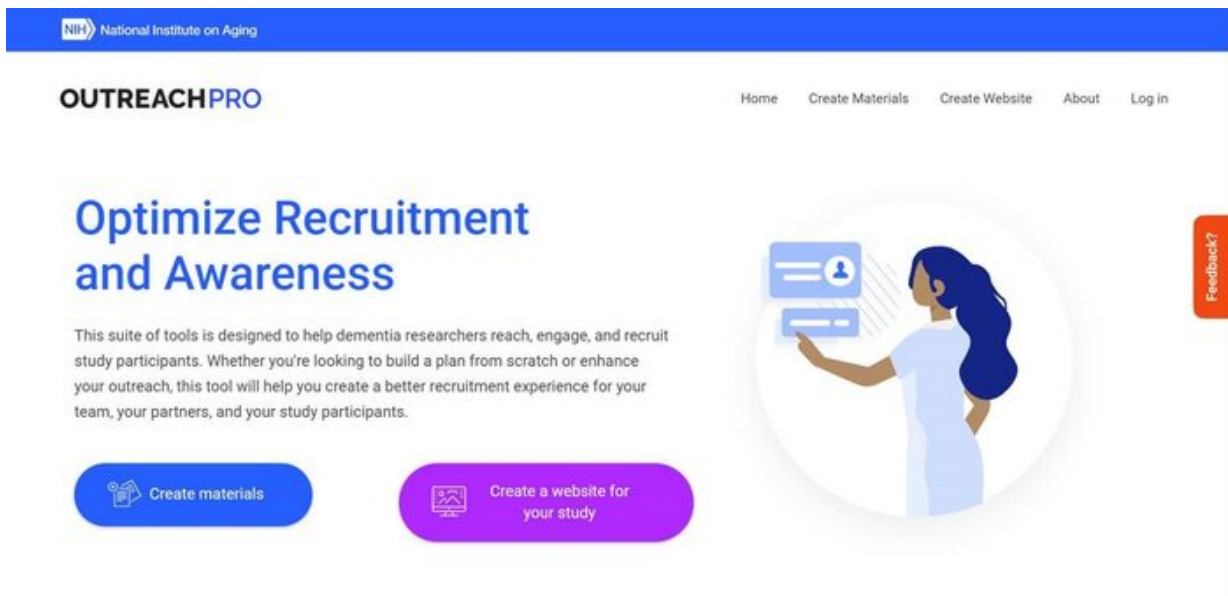 NIH National Institute on Aging
OUTREACHPRO
Home Create Materials Create Website About Log in
Optimize Recruitment
and Awareness
This suite of tools is designed to help dementia researchers reach, engage, and recruit
study participants. Whether you're looking to build a plan from scratch or enhance
your outreach, this tool will help you create a better recruitment experience for your
team, your partners, and your study participants.
Create materials
Create a website for
your study
Feedback?